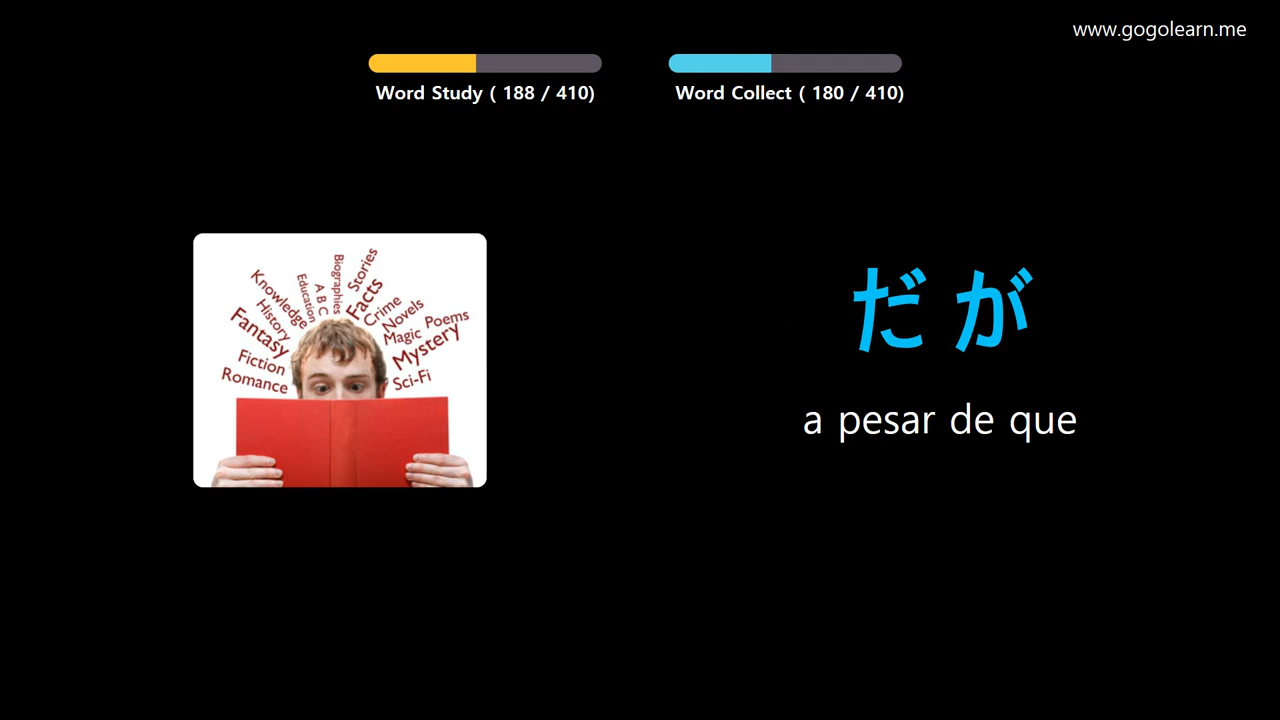 www.gogolearn.me
Word Study ( 188 / 410)
Word Collect ( 180 / 410)
Stories
Biographies
Facts
A B C
Education
Knowledge
Crime
History
Novels
Fantasy
Magic
Poems
Mystery
Fiction
Romance
Sci-Fi
だが
a pesar de que